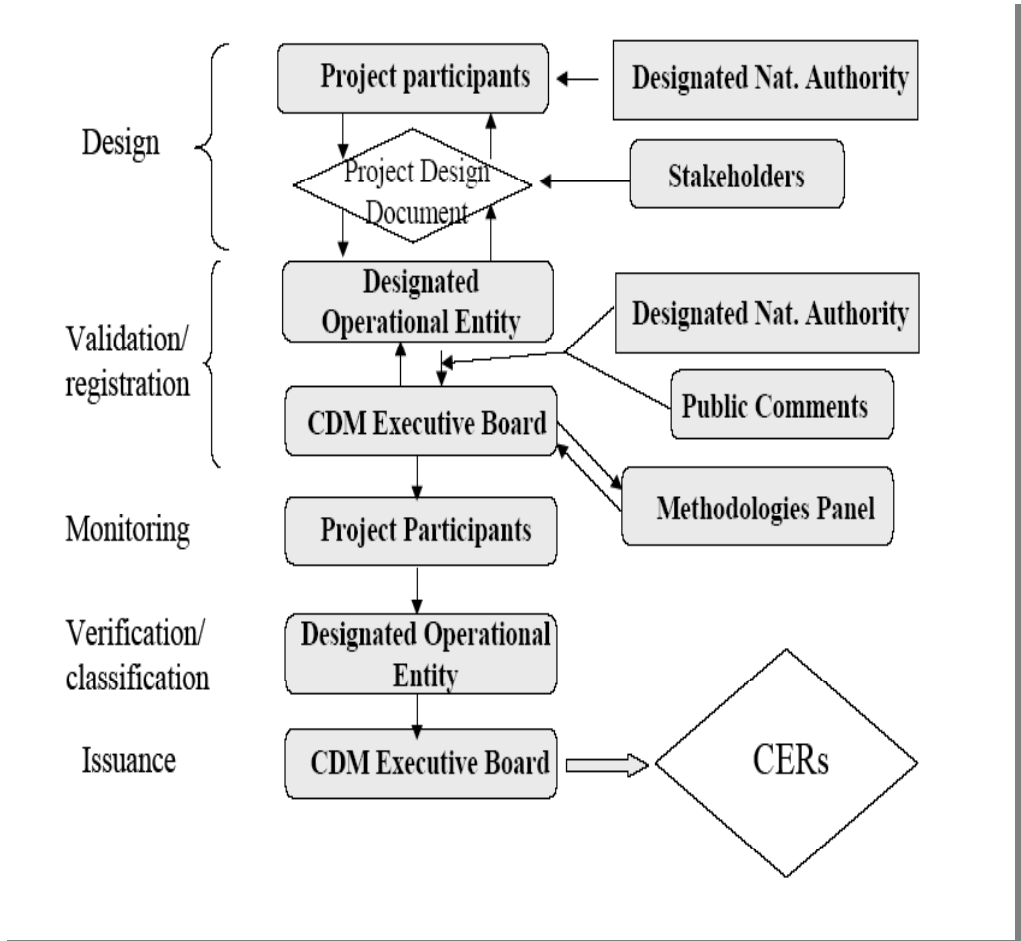 Project participants
Designated Nat. Authority
Design
Project Design
Document
Stakeholders
Designated
Operational Entity
Designated Nat. Authority
Validation/
registration
Public Comments
CDM Executive Board
Methodologies Panel
Monitoring
Project Participants
Verification/
classification
Designated Operational
Entity
Issuance
CDM Executive Board
CERs